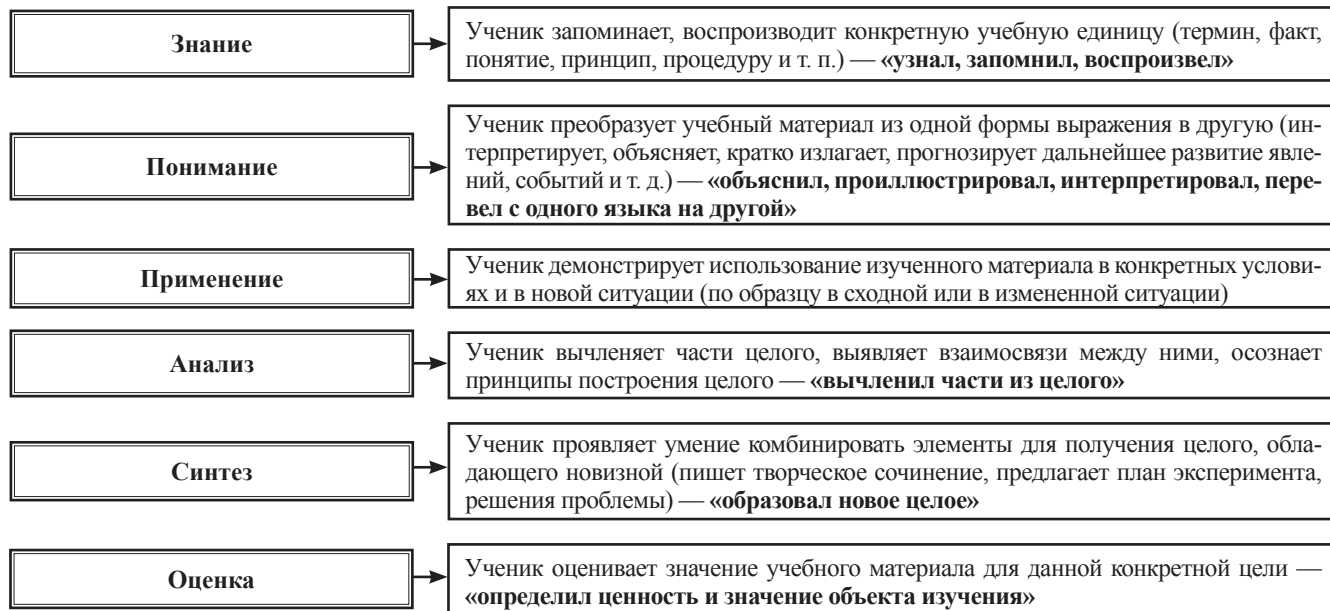 Знание
Ученик запоминает, воспроизводит конкретную учебную единицу (термин, факт,
понятие, принцип, процедуру и т. п.) — «узнал, запомнил, воспроизвел»
Понимание
Ученик преобразует учебный материал из одной формы выражения в другую (ин-
терпретирует, объясняет, кратко излагает, прогнозирует дальнейшее развитие явле-
ний, событий и т. д.) — «объяснил, проиллюстрировал, интерпретировал, пере-
вел с одного языка на другой»
Применение
Ученик демонстрирует использование изученного материала в конкретных услови-
ях и в новой ситуации (по образцу в сходной или в измененной ситуации)
Анализ
Ученик вычленяет части целого, выявляет взаимосвязи между ними, осознает
принципы построения целого — «вычленил части из целого»
Синтез
Ученик проявляет умение комбинировать элементы для получения целого, обла-
дающего новизной (пишет творческое сочинение, предлагает план эксперимента,
решения проблемы) — «образовал новое целое»
Оценка
Ученик оценивает значение учебного материала для данной конкретной цели —
«определил ценность и значение объекта изучения»